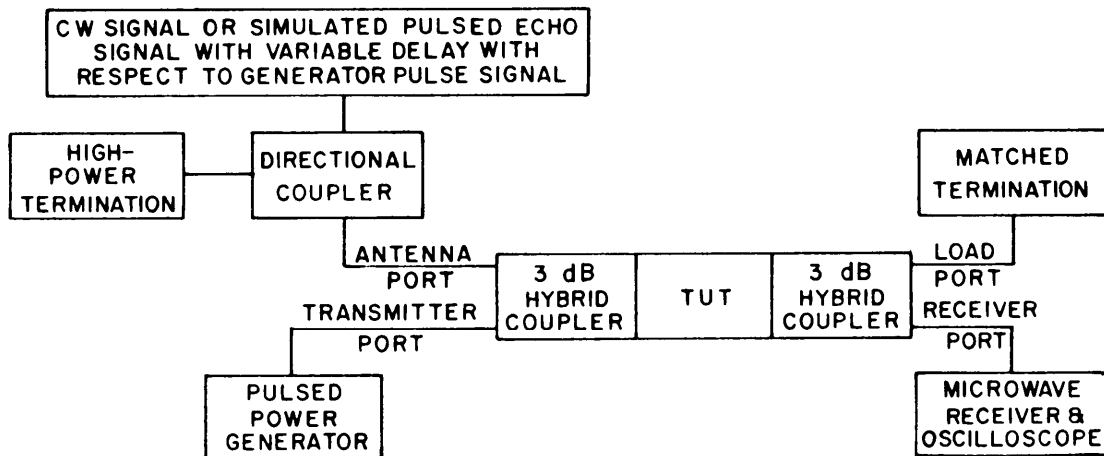 CW SIGNAL OR SIMULATED PULSED ECHO
SIGNAL WITH VARIABLE DELAY WITH
RESPECT TO GENERATOR PULSE SIGNAL
HIGH-
POWER
TERMINATION
DIRECTIONAL
COUPLER
MATCHED
TERMINATION
ANTENNA
PORT
TRANSMITTER
PORT
3 dB
HYBRID
COUPLER
TUT
3 dB
HYBRID
COUPLER
LOAD
PORT
RECEIVER
PORT
PULSED
POWER
GENERATOR
MICROWAVE
RECEIVER &
OSCILLOSCOPE